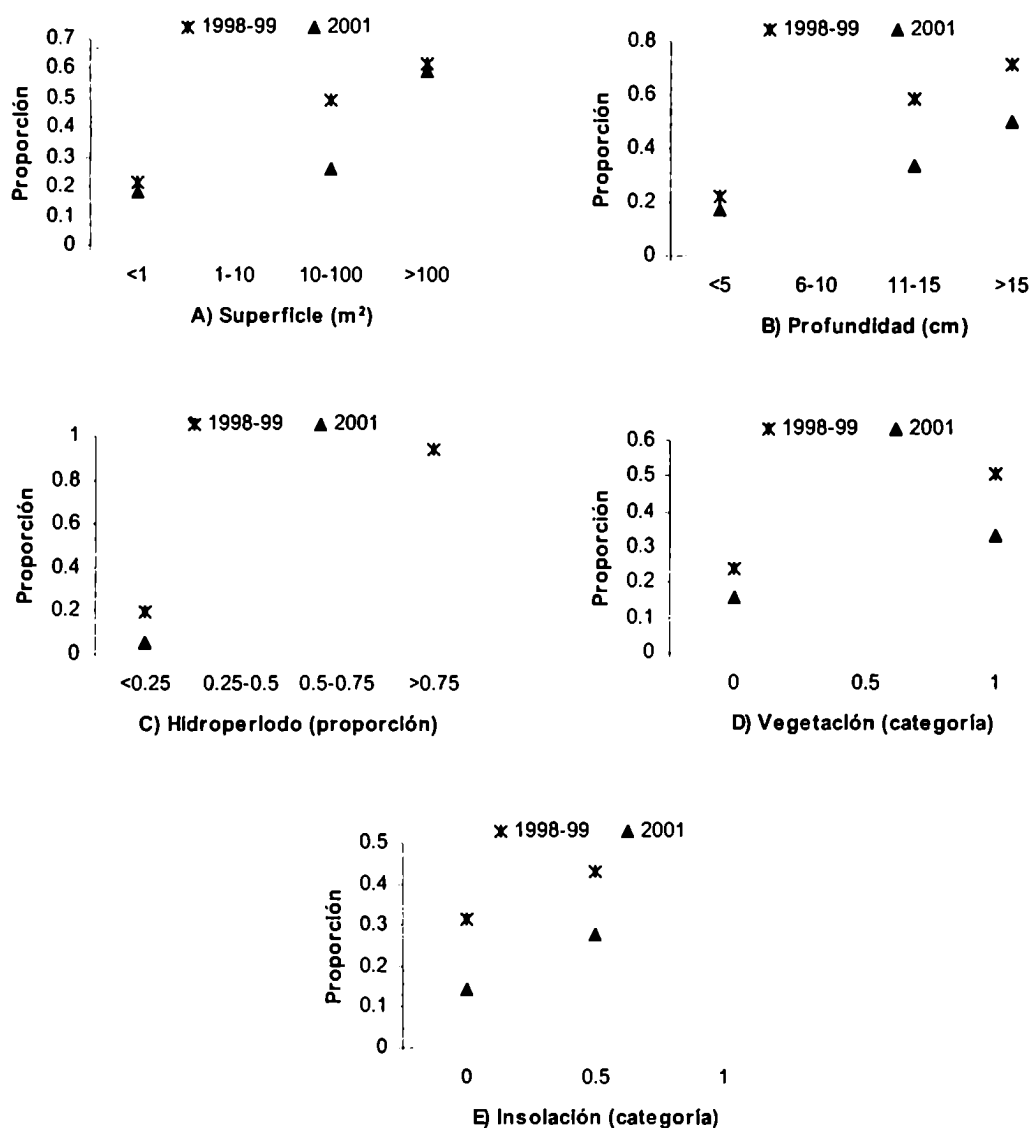 1998-99 2001
0.7
0.6
0.5
0.4
0.3
0.2
0.1
0
Proporción
<1 1-10 10-100 >100
A) Superficie (m²)
1998-99 2001
0.8
0.6
0.4
0.2
0
Proporción
<5 6-10 11-15 >15
B) Profundidad (cm)
1998-99 2001
1
0.8
0.6
0.4
0.2
0
Proporción
<0.25 0.25-0.5 0.5-0.75 >0.75
C) Hidroperíodo (proporción)
1998-99 2001
0.6
0.5
0.4
0.3
0.2
0.1
0
Proporción
0 0.5 1
D) Vegetación (categoría)
1998-99 2001
0.5
0.4
0.3
0.2
0.1
0
Proporción
0 0.5 1
E) Insolación (categoría)